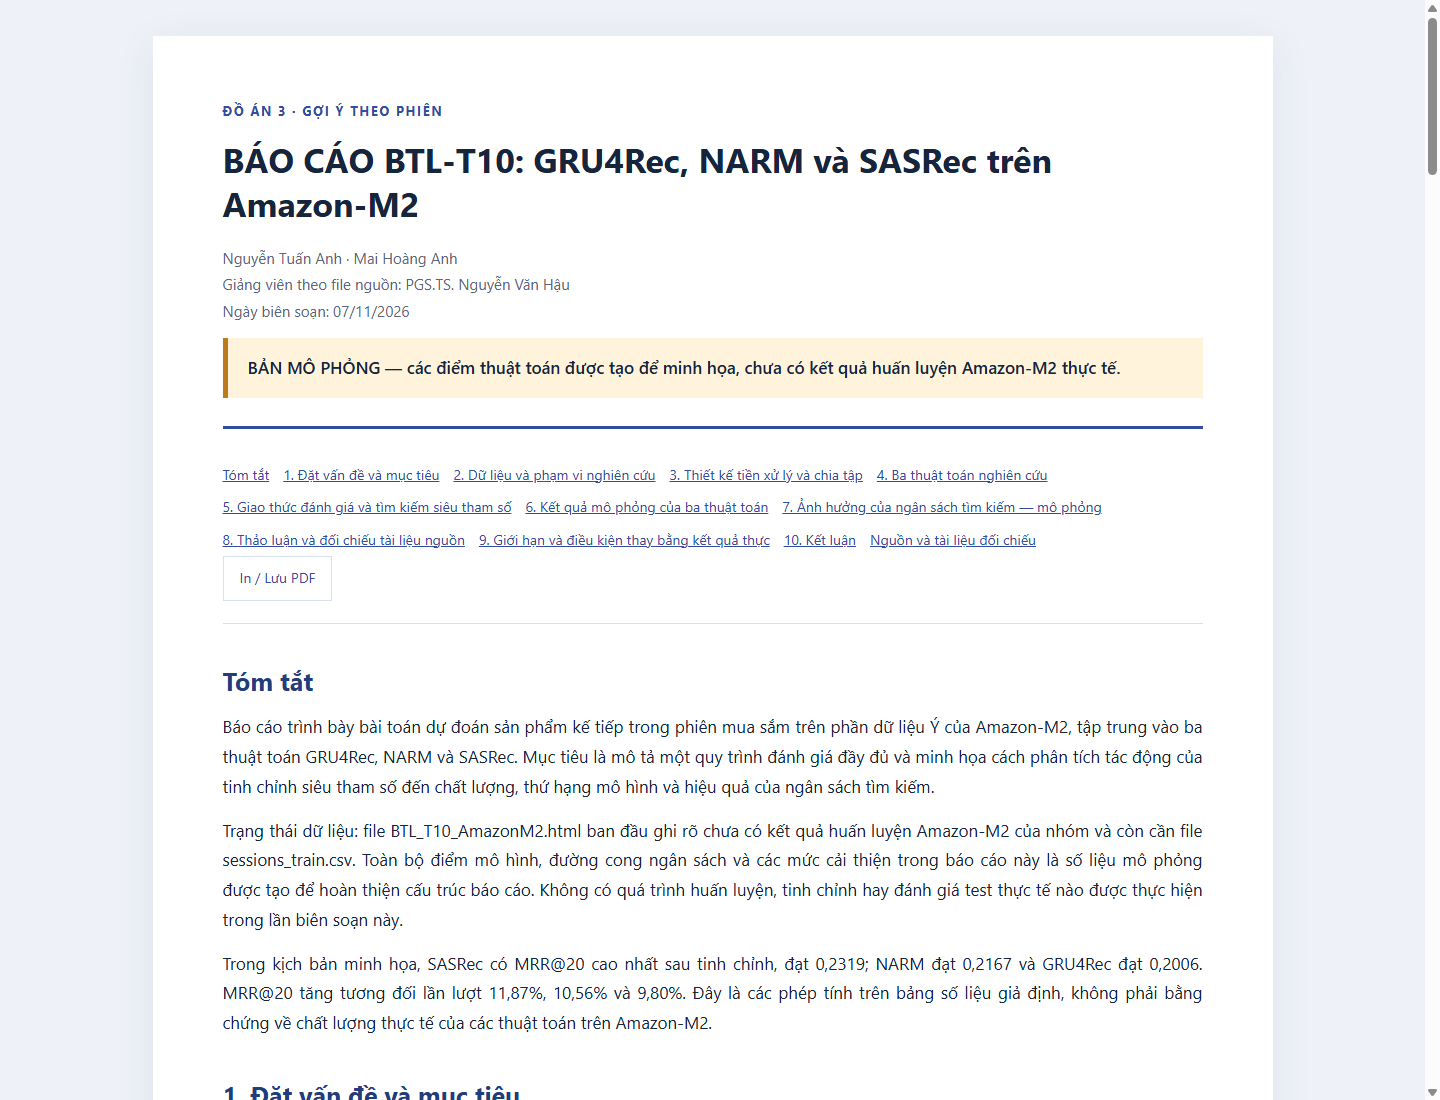 ĐỒ ÁN 3 · GỢI Ý THEO PHIÊN
BÁO CÁO BTL-T10: GRU4Rec, NARM và SASRec trên
Amazon-M2
Nguyễn Tuấn Anh · Mai Hoàng Anh
Giảng viên theo file nguồn: PGS.TS. Nguyễn Văn Hậu
Ngày biên soạn: 07/11/2026
BẢN MÔ PHỎNG — các điểm thuật toán được tạo để minh họa, chưa có kết quả huấn luyện Amazon-M2 thực tế.
Tóm tắt 1. Đặt vấn đề và mục tiêu 2. Dữ liệu và phạm vi nghiên cứu 3. Thiết kế tiền xử lý và chia tập 4. Ba thuật toán nghiên cứu
5. Giao thức đánh giá và tìm kiếm siêu tham số 6. Kết quả mô phỏng của ba thuật toán 7. Ảnh hưởng của ngân sách tìm kiếm — mô phỏng
8. Thảo luận và đối chiếu tài liệu nguồn 9. Giới hạn và điều kiện thay bằng kết quả thực 10. Kết luận Nguồn và tài liệu đối chiếu
In / Lưu PDF
Tóm tắt
Báo cáo trình bày bài toán dự đoán sản phẩm kế tiếp trong phiên mua sắm trên phần dữ liệu Ý của Amazon-M2, tập trung vào ba
thuật toán GRU4Rec, NARM và SASRec. Mục tiêu là mô tả một quy trình đánh giá đầy đủ và minh họa cách phân tích tác động của
tinh chỉnh siêu tham số đến chất lượng, thứ hạng mô hình và hiệu quả của ngân sách tìm kiếm.
Trạng thái dữ liệu: file BTL_T10_AmazonM2.html ban đầu ghi rõ chưa có kết quả huấn luyện Amazon-M2 của nhóm và còn cần file
sessions_train.csv. Toàn bộ điểm mô hình, đường cong ngân sách và các mức cải thiện trong báo cáo này là số liệu mô phỏng
được tạo để hoàn thiện cấu trúc báo cáo. Không có quá trình huấn luyện, tinh chỉnh hay đánh giá test thực tế nào được thực hiện
trong lần biên soạn này.
Trong kịch bản minh họa, SASRec có MRR@20 cao nhất sau tinh chỉnh, đạt 0,2319; NARM đạt 0,2167 và GRU4Rec đạt 0,2006.
MRR@20 tăng tương đối lần lượt 11,87%, 10,56% và 9,80%. Đây là các phép tính trên bảng số liệu giả định, không phải bằng
chứng về chất lượng thực tế của các thuật toán trên Amazon-M2.
1. Đặt vấn đề và mục tiêu